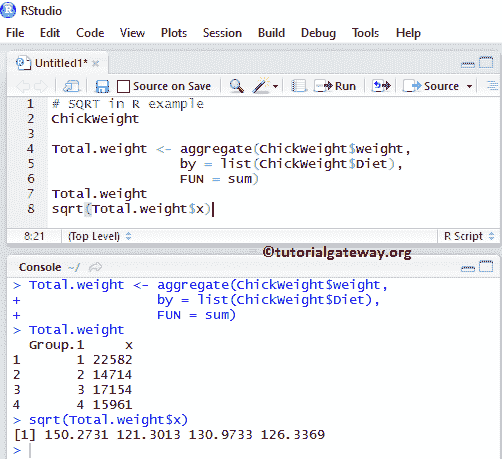 RStudio
File Edit Code View Plots Session Build Debug Tools Help
Untitled1* ×
Source on Save Run Source
1 # SQRT in R example
2 ChickWeight
3
4 Total.weight <- aggregate(ChickWeight$weight,
5 by = list(ChickWeight$Diet),
6 FUN = sum)
7 Total.weight
8 sqrt(Total.weight$x)
8:21 (Top Level) R Script
©tutorialgateway.org
Console ~/
> Total.weight <- aggregate(ChickWeight$weight,
+ by = list(ChickWeight$Diet),
+ FUN = sum)
> Total.weight
Group.1 x
1 1 22582
2 2 14714
3 3 17154
4 4 15961
> sqrt(Total.weight$x)
[1] 150.2731 121.3013 130.9733 126.3369
>